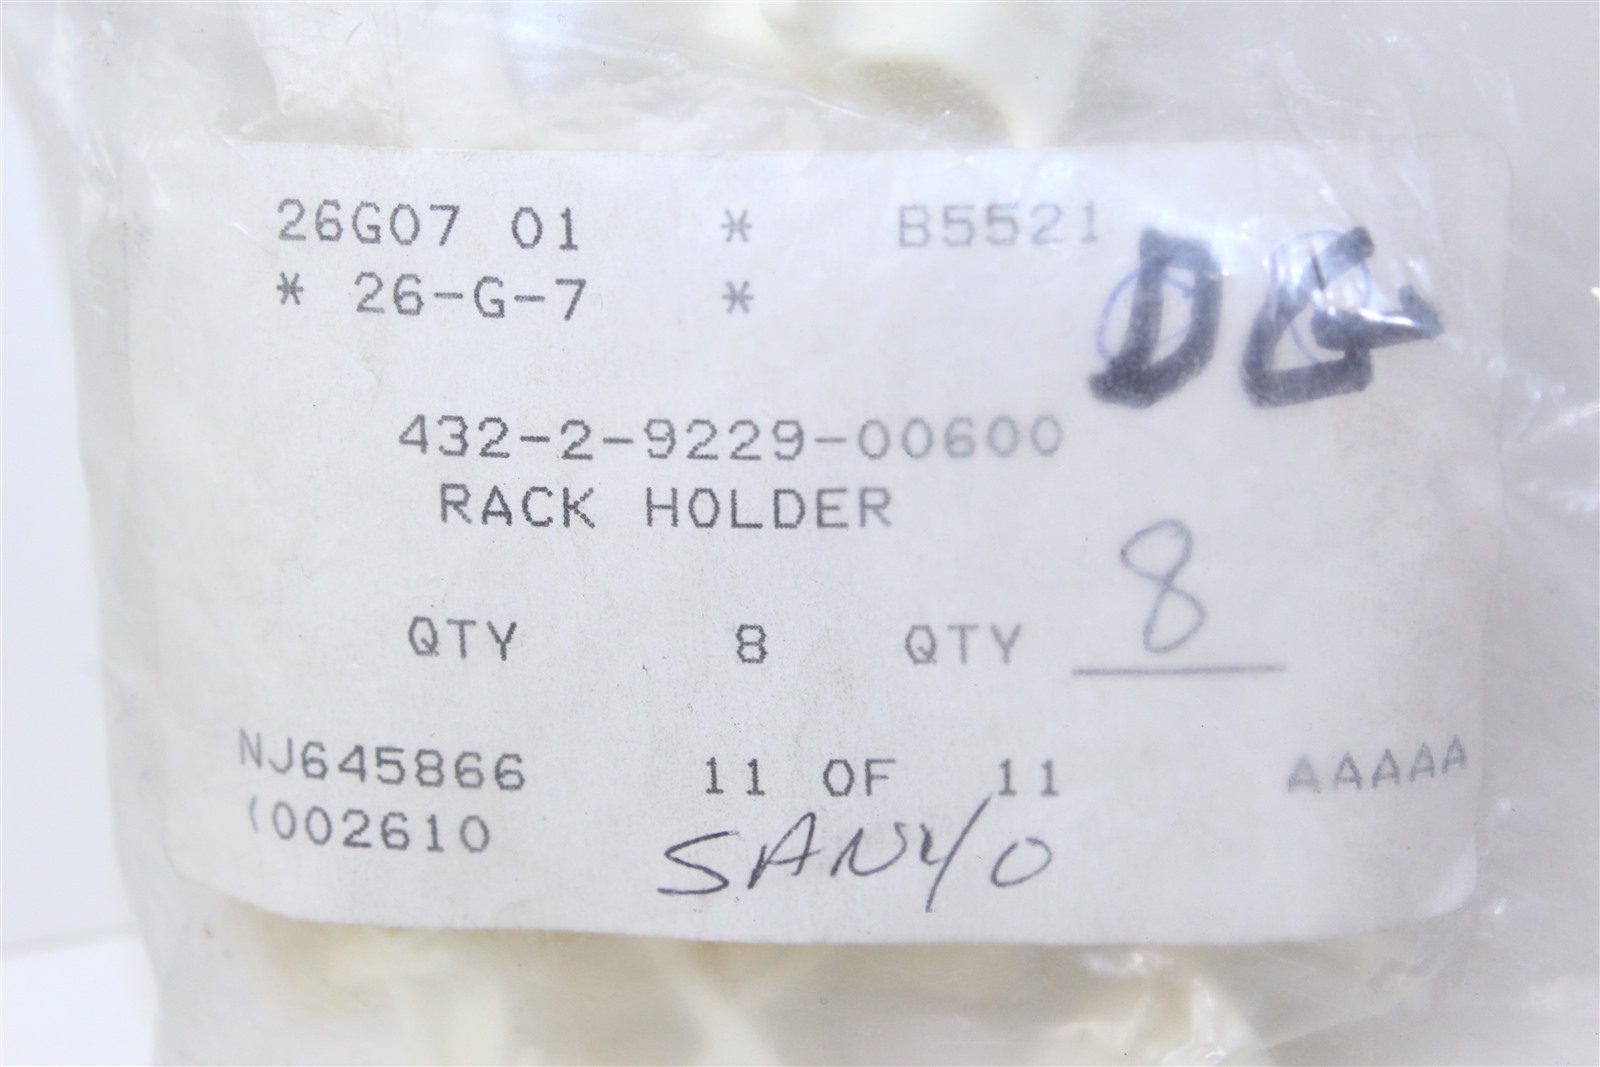 26G07 01 * B5521
* 26-G-7 * DG
432-2-9229-00600
RACK HOLDER
QTY 8 QTY 8
NJ645866 11 OF 11 AAAAA
(002610
SANYO